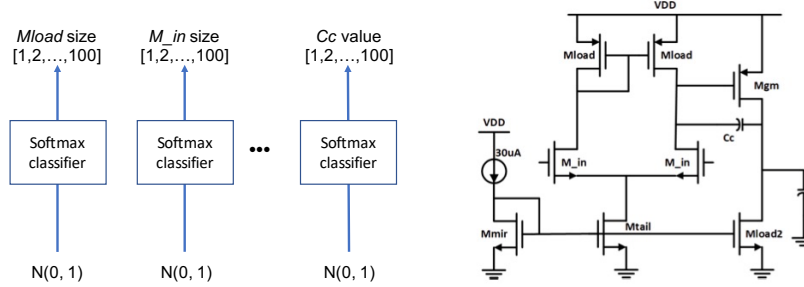 Mload size
[1,2,...,100]
M_in size
[1,2,...,100]
Cc value
[1,2,...,100]
Softmax
classifier
Softmax
classifier
•••
Softmax
classifier
N(0, 1)
N(0, 1)
N(0, 1)
VDD
Mload
Mload
Mgm
VDD
Cc
30uA
M_in
M_in
Mmir
Mtail
Mload2